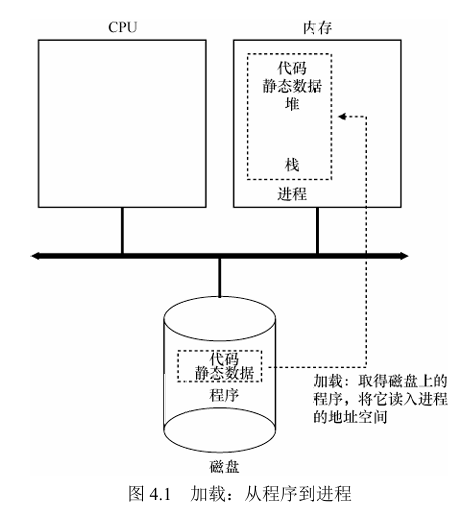 CPU
内存
代码
静态数据
堆
栈
进程
代码
静态数据
程序
磁盘
加载：取得磁盘上的
程序，将它读入进程
的地址空间
图 4.1 加载：从程序到进程